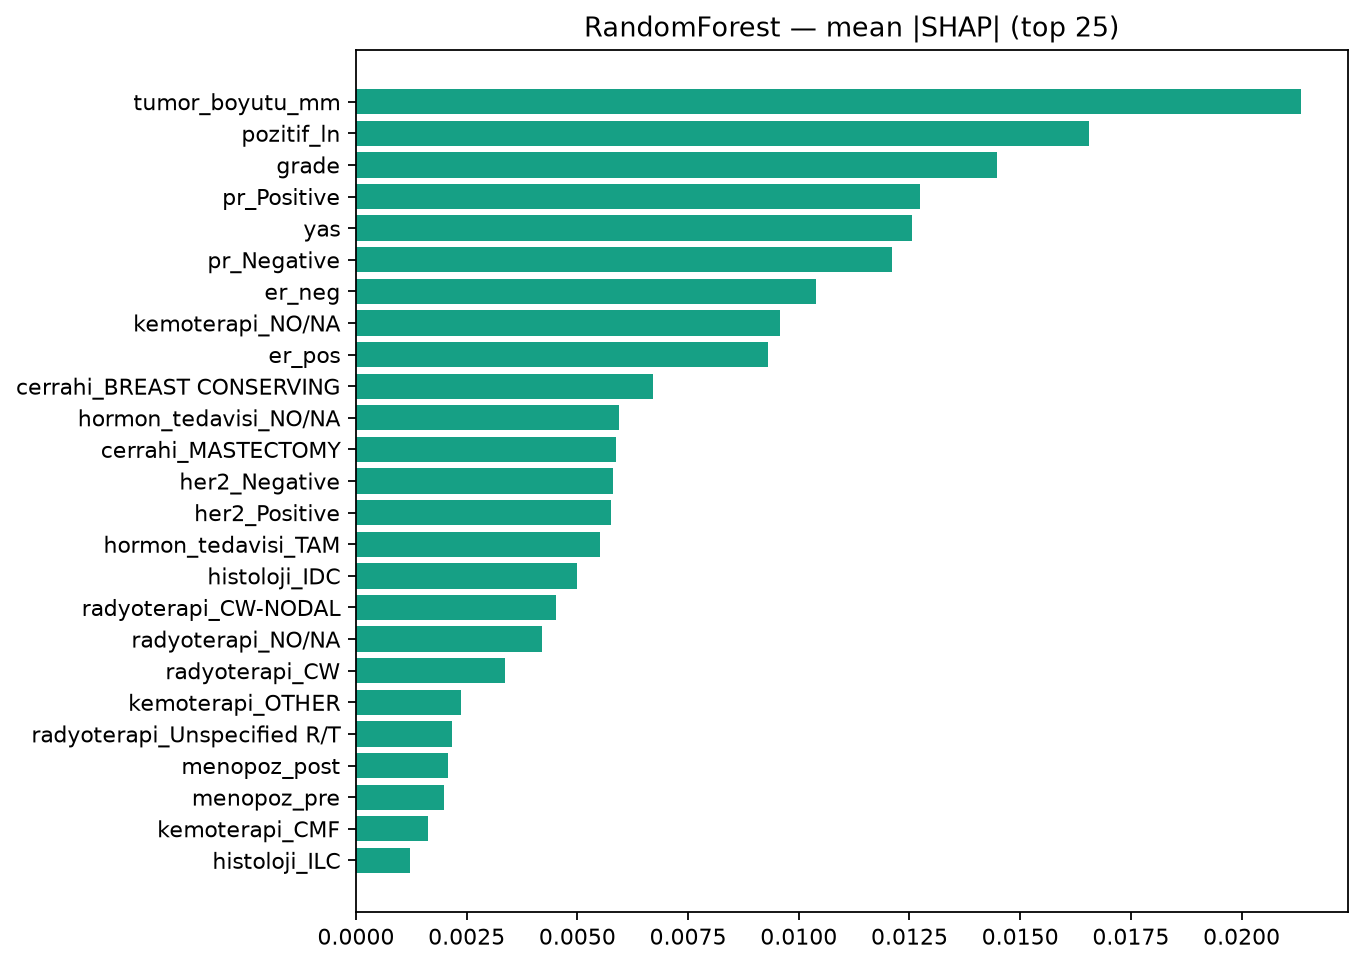 RandomForest — mean |SHAP| (top 25)
tumor_boyutu_mm
pozitif_ln
grade
pr_Positive
yas
pr_Negative
er_neg
kemoterapi_NO/NA
er_pos
cerrahi_BREAST CONSERVING
hormon_tedavisi_NO/NA
cerrahi_MASTECTOMY
her2_Negative
her2_Positive
hormon_tedavisi_TAM
histoloji_IDC
radyoterapi_CW-NODAL
radyoterapi_NO/NA
radyoterapi_CW
kemoterapi_OTHER
radyoterapi_Unspecified R/T
menopoz_post
menopoz_pre
kemoterapi_CMF
histoloji_ILC
0.0000 0.0025 0.0050 0.0075 0.0100 0.0125 0.0150 0.0175 0.0200